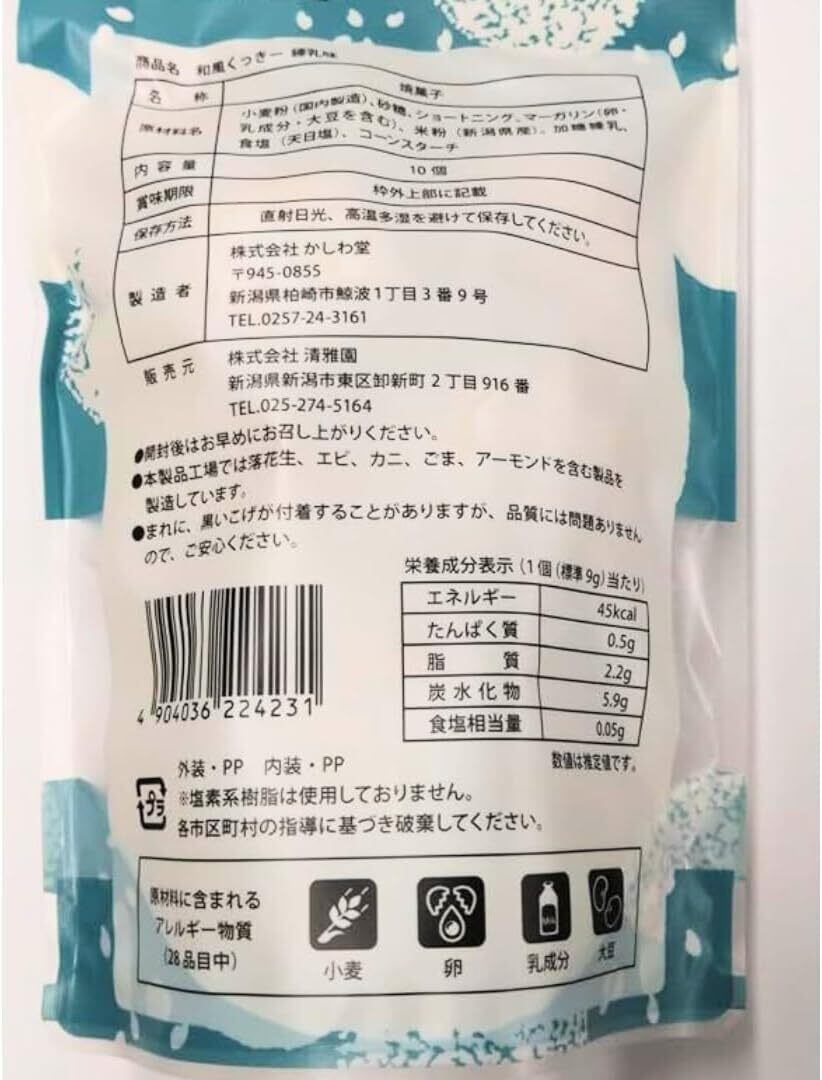 商品名 和風くっきー 練乳味
名称 焼菓子
原材料名 小麦粉(国内製造)、砂糖、ショートニング、マーガリン(卵・
乳成分・大豆を含む)、米粉(新潟県産)、加糖練乳、
食塩(天日塩)、コーンスターチ
内容量 10個
賞味期限 枠外上部に記載
保存方法 直射日光、高温多湿を避けて保存してください。
製造者 株式会社 かしわ堂
〒945-0855
新潟県柏崎市鯨波1丁目3番9号
TEL.0257-24-3161
販売元 株式会社 清雅園
新潟県新潟市東区卸新町2丁目916番
TEL.025-274-5164
●開封後はお早めにお召し上がりください。
●本製品工場では落花生、エビ、カニ、ごま、アーモンドを含む製品を
製造しています。
●まれに、黒いこげが付着することがありますが、品質には問題ありません
ので、ご安心ください。
栄養成分表示(1個(標準9g)当たり)
エネルギー 45kcal
たんぱく質 0.5g
脂質 2.2g
炭水化物 5.9g
食塩相当量 0.05g
数値は推定値です。
4 904036 224231
外装・PP 内装・PP
プラ
※塩素系樹脂は使用しておりません。
各市区町村の指導に基づき破棄してください。
原材料に含まれる
アレルギー物質
(28品目中)
Milk
小麦 卵 乳成分 大豆